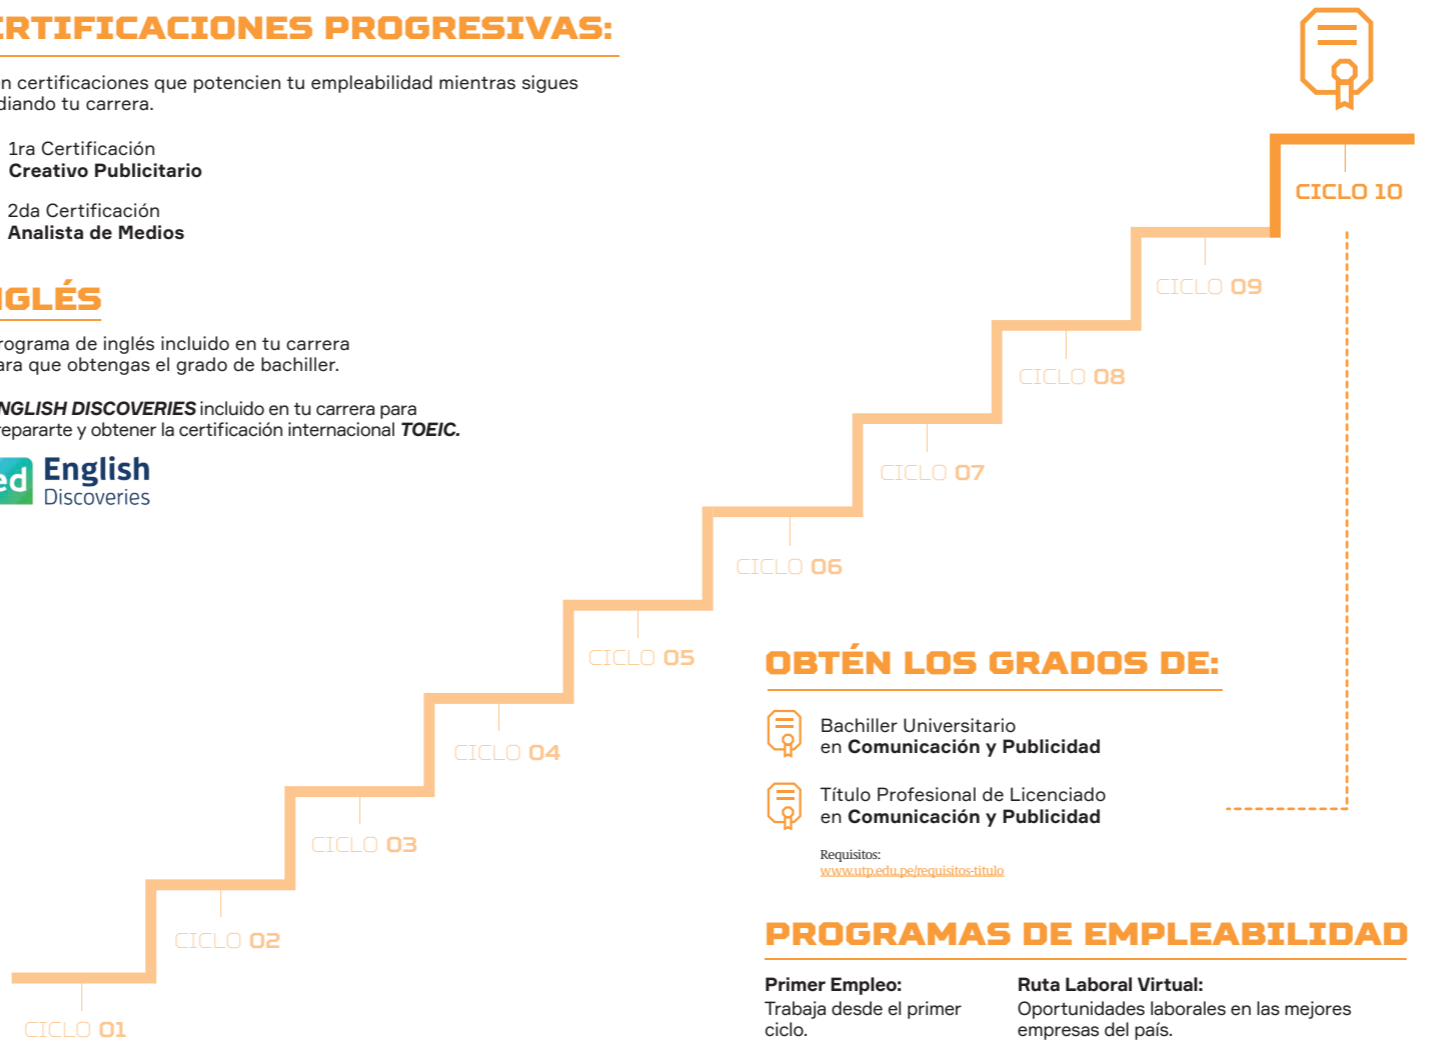 ERTIFICACIONES PROGRESIVAS:
n certificaciones que potencien tu empleabilidad mientras sigues
diando tu carrera.
1ra Certificación
Creativo Publicitario
2da Certificación
Analista de Medios
NGLÉS
rograma de inglés incluido en tu carrera
ara que obtengas el grado de bachiller.
NGLISH DISCOVERIES incluido en tu carrera para
repararte y obtener la certificación internacional TOEIC.
ed English
Discoveries
CICLO 10
CICLO 09
CICLO 08
CICLO 07
CICLO 06
CICLO 05
CICLO 04
CICLO 03
CICLO 02
CICLO 01
OBTÉN LOS GRADOS DE:
Bachiller Universitario
en Comunicación y Publicidad
Título Profesional de Licenciado
en Comunicación y Publicidad
Requisitos:
www.utp.edu.pe/requisitos-titulo
PROGRAMAS DE EMPLEABILIDAD
Primer Empleo:
Trabaja desde el primer
ciclo.
Ruta Laboral Virtual:
Oportunidades laborales en las mejores
empresas del país.